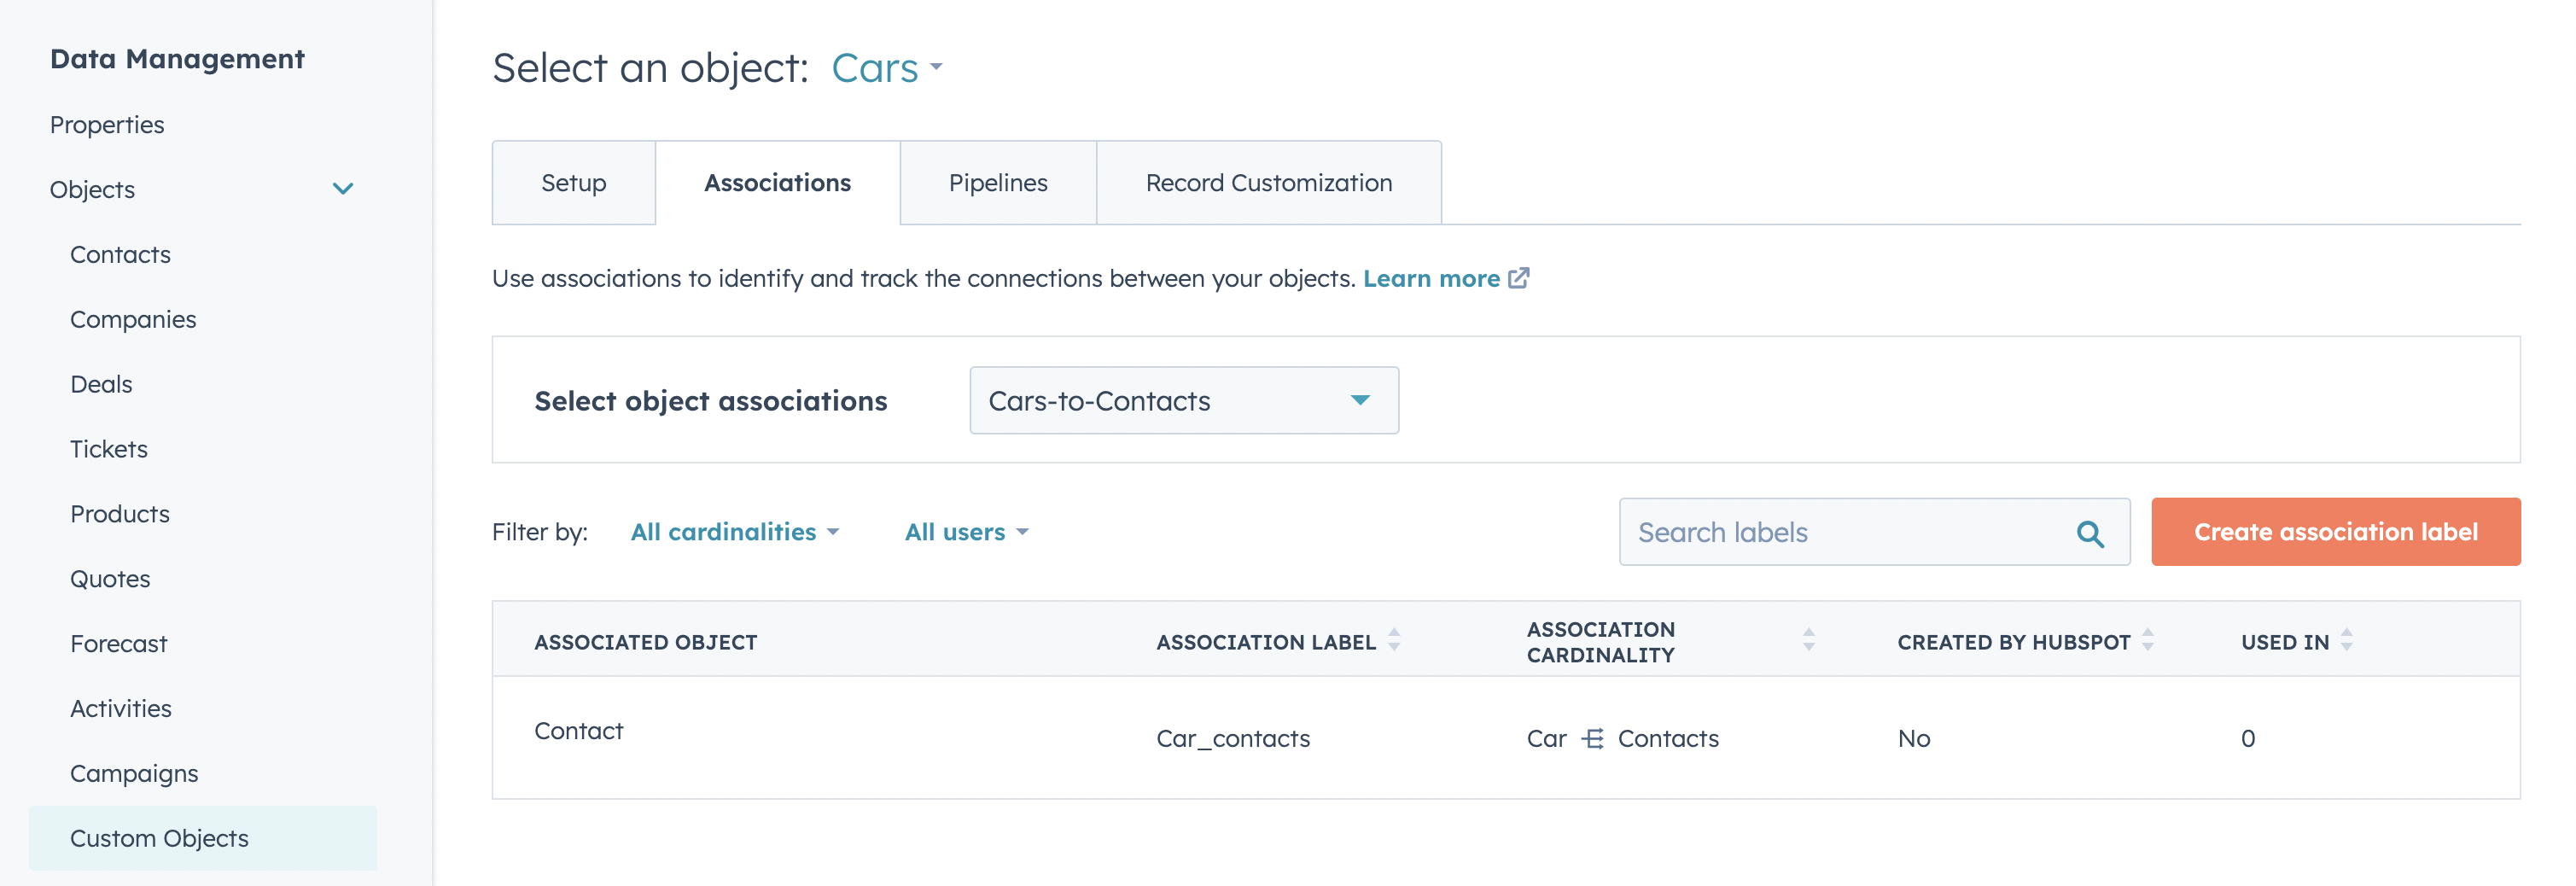 Data Management
Properties
Objects
Contacts
Companies
Deals
Tickets
Products
Quotes
Forecast
Activities
Campaigns
Custom Objects
Select an object: Cars
Setup Associations Pipelines Record Customization
Use associations to identify and track the connections between your objects. Learn more
Select object associations Cars-to-Contacts
Filter by: All cardinalities All users Search labels Create association label
ASSOCIATED OBJECT ASSOCIATION LABEL ASSOCIATION CARDINALITY CREATED BY HUBSPOT USED IN
Contact Car_contacts Car Contacts No 0